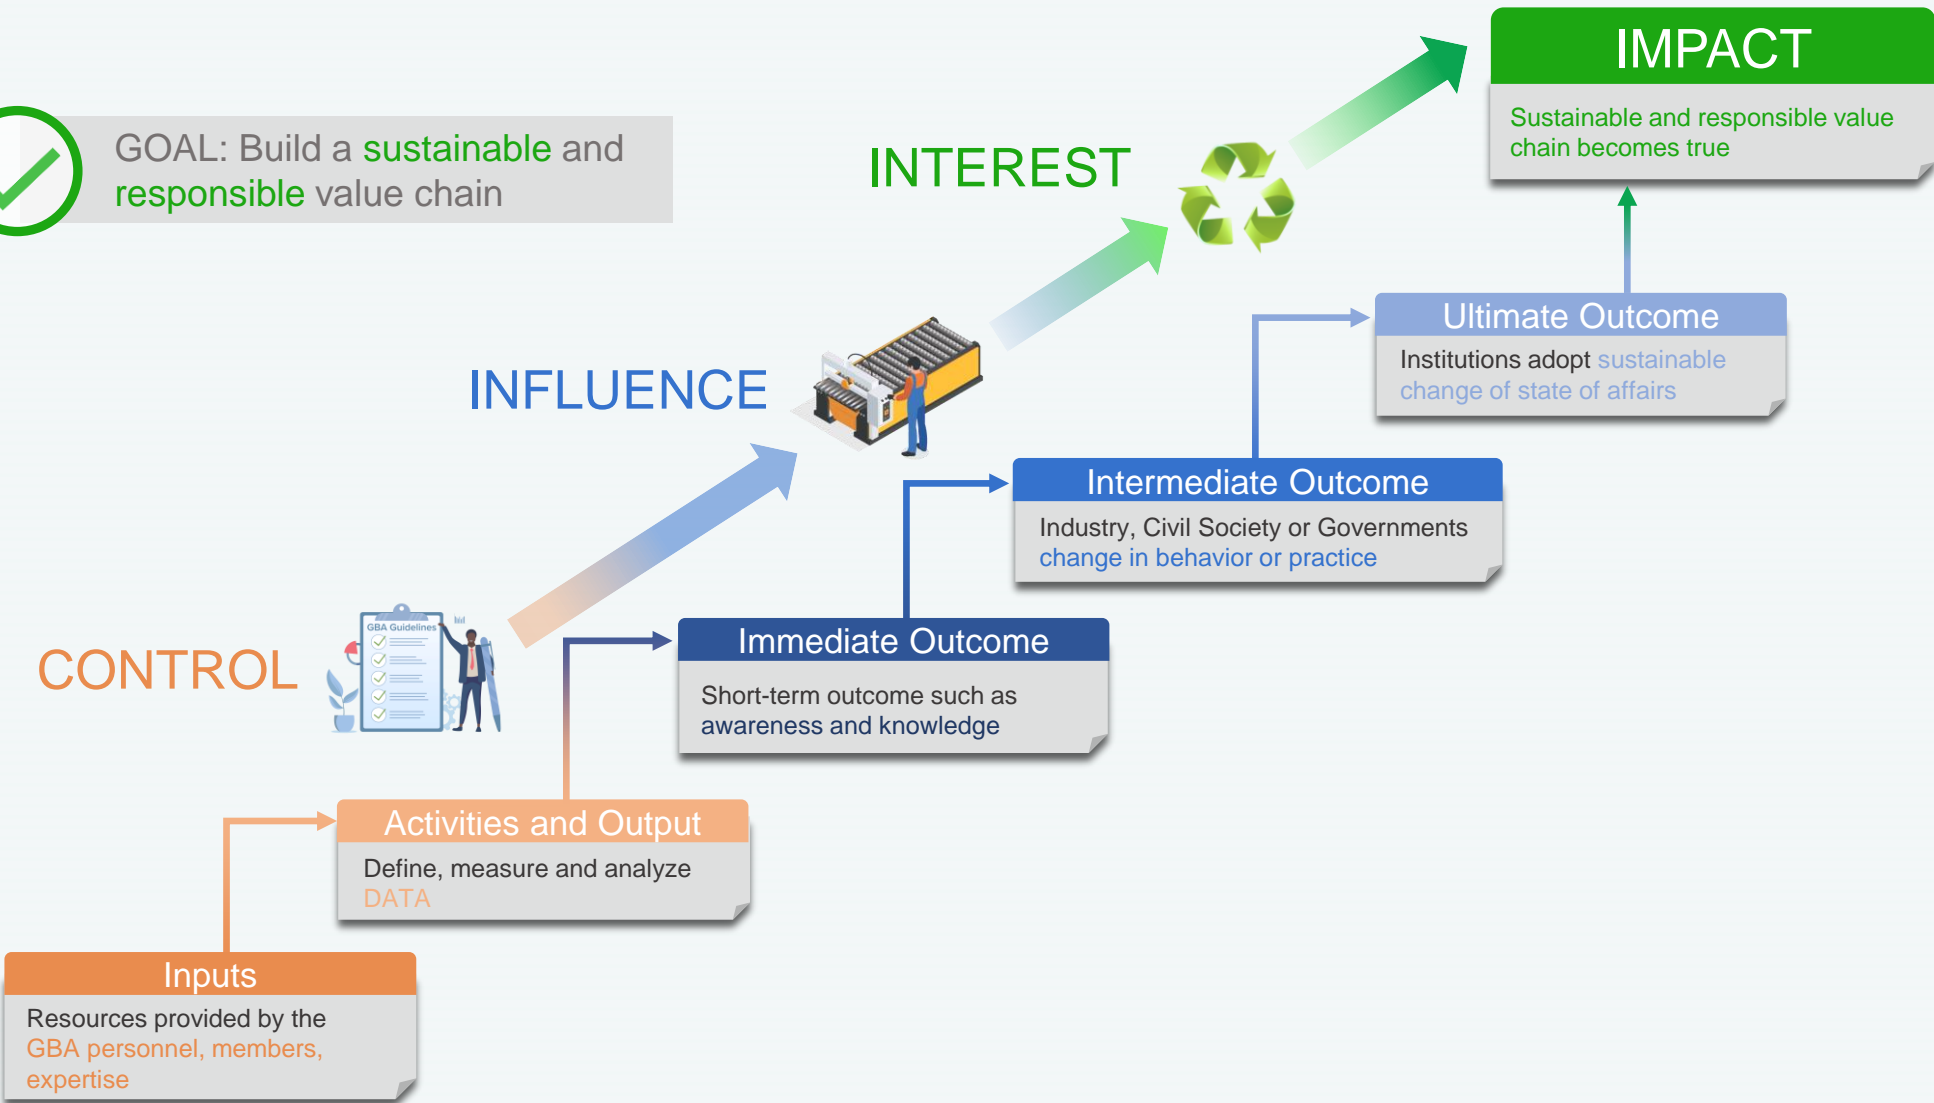 IMPACT
Sustainable and responsible value
chain becomes true
GOAL: Build a sustainable and
responsible value chain
INTEREST
Ultimate Outcome
Institutions adopt sustainable
change of state of affairs
INFLUENCE
Intermediate Outcome
Industry, Civil Society or Governments
change in behavior or practice
GBA Guidelines
CONTROL
Immediate Outcome
Short-term outcome such as
awareness and knowledge
Activities and Output
Define, measure and analyze
DATA
Inputs
Resources provided by the
GBA personnel, members,
expertise